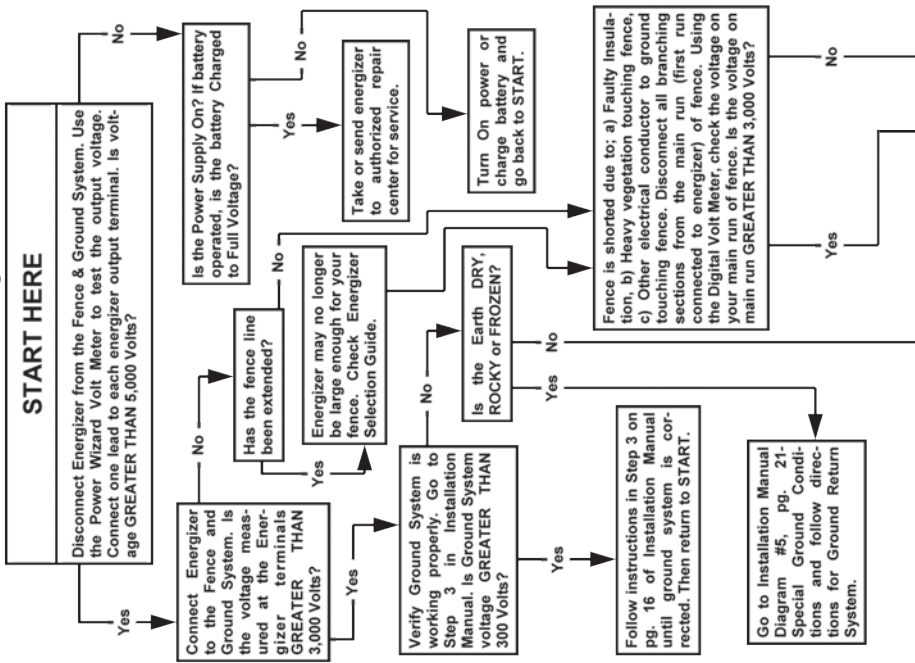 START HERE
Disconnect Energizer from the Fence & Ground System. Use
the Power Wizard Volt Meter to test the output voltage.
Connect one lead to each energizer output terminal. Is volt-
age GREATER THAN 5,000 Volts?
Yes
No
Connect Energizer
to the Fence and
Ground System. Is
the voltage meas-
ured at the Ener-
gizer terminals
GREATER THAN
3,000 Volts?
No
Yes
Is the Power Supply On? If battery
operated, is the battery Charged
to Full Voltage?
Yes
No
Has the fence line
been extended?
Yes
No
Take or send energizer
to authorized repair
center for service.
Turn On power or
charge battery and
go back to START.
Energizer may no longer
be large enough for your
fence. Check Energizer
Selection Guide.
Verify Ground System is
working properly. Go to
Step 3 in Installation
Manual. Is Ground System
voltage GREATER THAN
300 Volts?
No
Yes
Is the Earth DRY,
ROCKY or FROZEN?
Yes
No
Fence is shorted due to; a) Faulty Insula-
tion, b) Heavy vegetation touching fence,
c) Other electrical conductor to ground
touching fence. Disconnect all branching
sections from the main run (first run
connected to energizer) of fence. Using
the Digital Volt Meter, check the voltage on
your main run of fence. Is the voltage on
main run GREATER THAN 3,000 Volts?
Yes
No
Follow instructions in Step 3 on
pg. 16 of Installation Manual
until ground system is cor-
rected. Then return to START.
Go to Installation Manual
Diagram #5, pg. 21-
Special Ground Condi-
tions and follow direc-
tions for Ground Return
System.